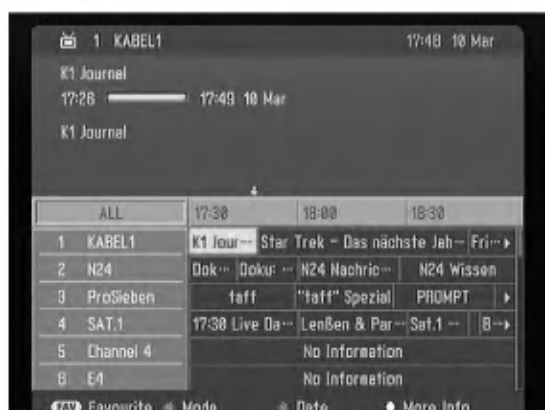 1 KABEL1 17:48 10 Mar
K1 Journal
17:26 17:49 10 Mar
K1 Journal
ALL 17:30 18:00 18:30
1 KABEL1 K1 Jour··· Star Trek - Das nächste Jah··· Fri···
2 N24 Dok··· Doku: ··· N24 Nachric··· N24 Wissen
3 ProSieben taff "taff" Spezial PROMPT
4 SAT.1 17:30 Live Da··· Lenßen & Par··· Sat.1 ··· B···
5 Channel 4 No Information
6 E4 No Information
FAV Favourite Mode Date More Info